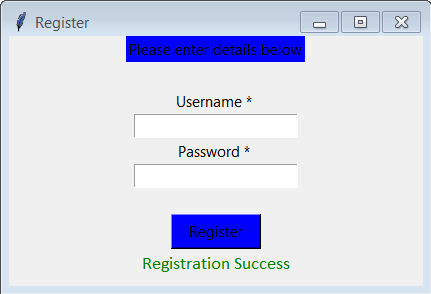 Register
Please enter details below
Username *
Password *
Register
Registration Success